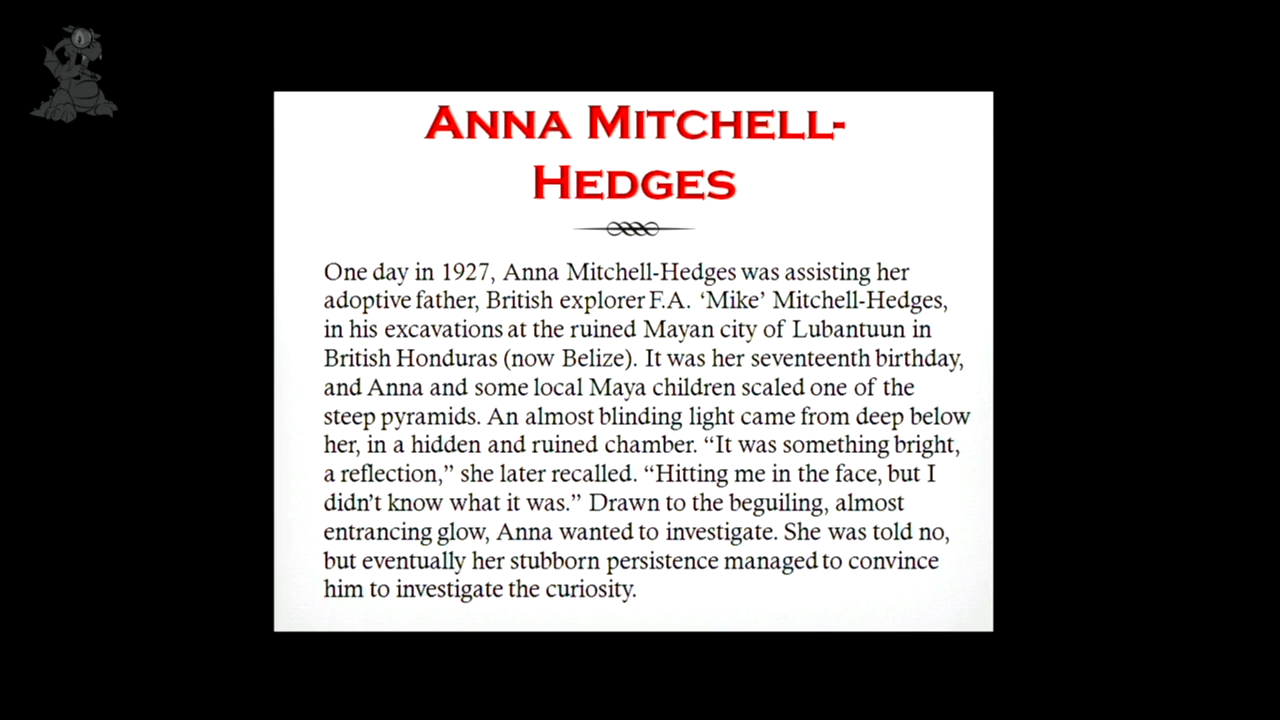 ANNA MITCHELL-
HEDGES
One day in 1927, Anna Mitchell-Hedges was assisting her
adoptive father, British explorer F.A. ‘Mike’ Mitchell-Hedges,
in his excavations at the ruined Mayan city of Lubantuun in
British Honduras (now Belize). It was her seventeenth birthday,
and Anna and some local Maya children scaled one of the
steep pyramids. An almost blinding light came from deep below
her, in a hidden and ruined chamber. “It was something bright,
a reflection,” she later recalled. “Hitting me in the face, but I
didn’t know what it was.” Drawn to the beguiling, almost
entrancing glow, Anna wanted to investigate. She was told no,
but eventually her stubborn persistence managed to convince
him to investigate the curiosity.